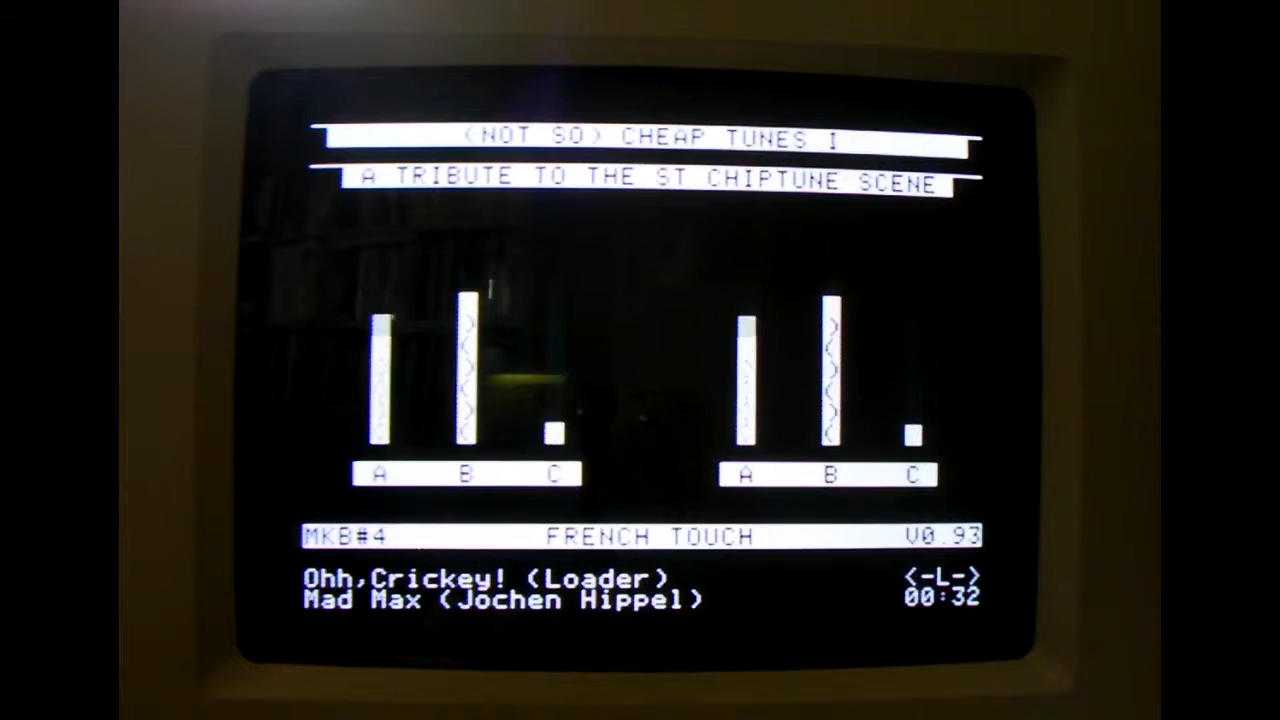 (NOT SO) CHEAP TUNES I
A TRIBUTE TO THE ST CHIPTUNE SCENE
A B C A B C
MKB#4 FRENCH TOUCH V0.93
Ohh,Crickey! (Loader) <-L->
Mad Max (Jochen Hippel) 00:32